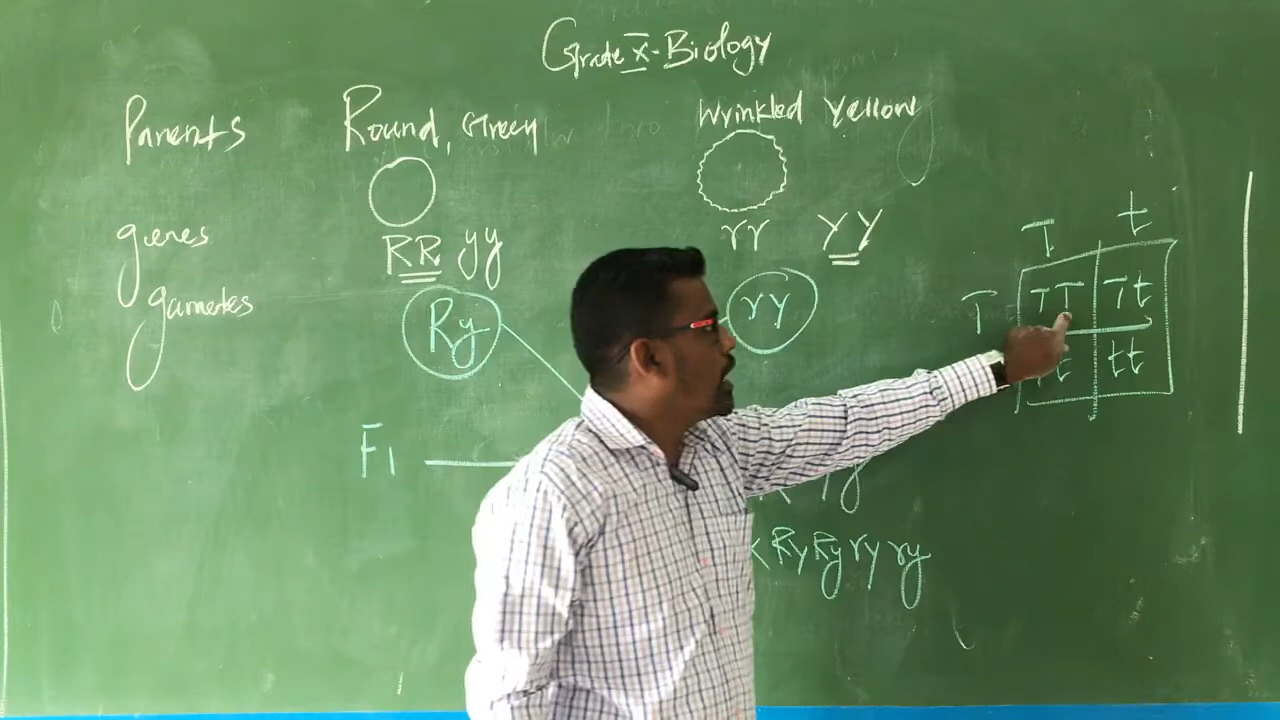 Grade X - Biology
Parents Round, Green Wrinkled Yellow
genes RR yy rr YY
gametes Ry rY
T t
T TT Tt
t tt
F1
RY Ry rY ry